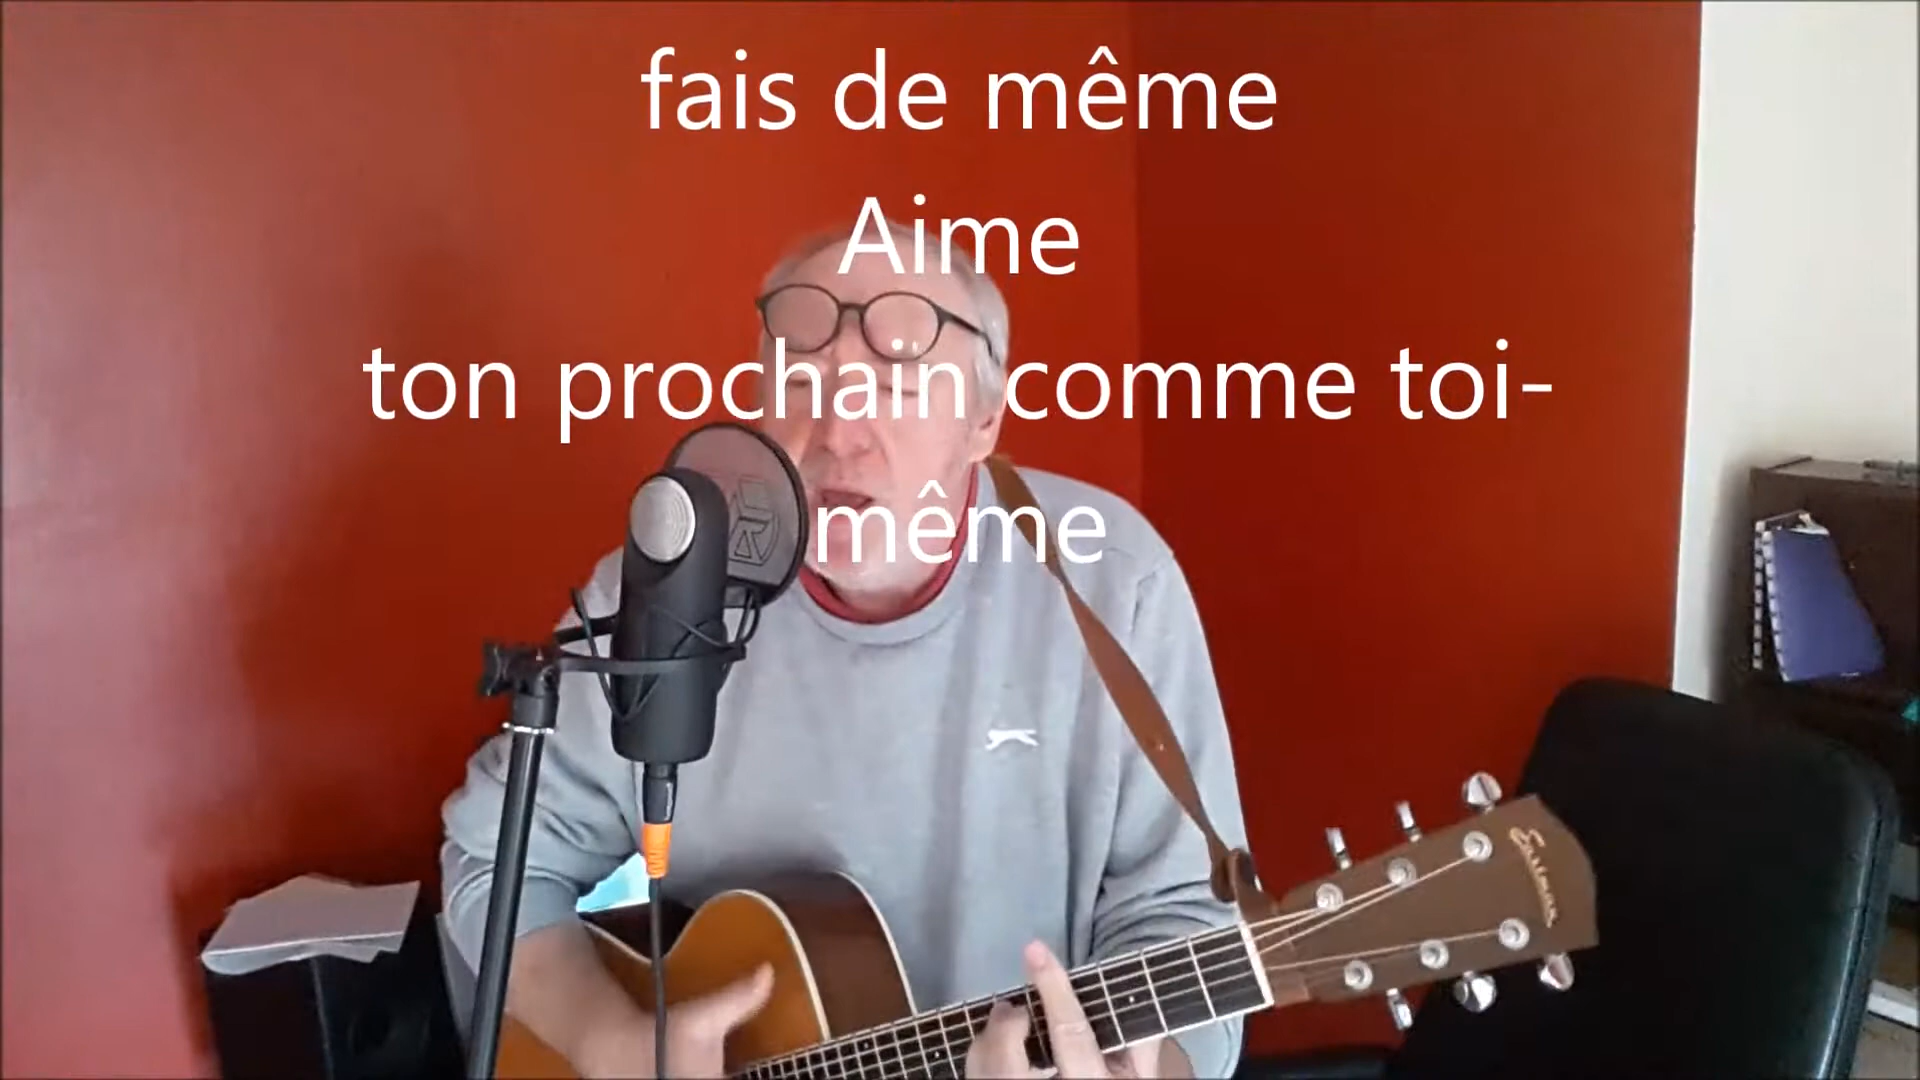 fais de même
Aime
ton prochain comme toi-
même